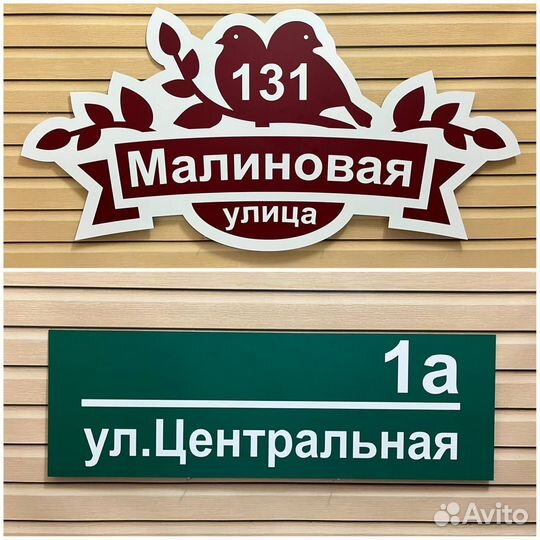 131
Малиновая
улица
1а
ул.Центральная
Avito